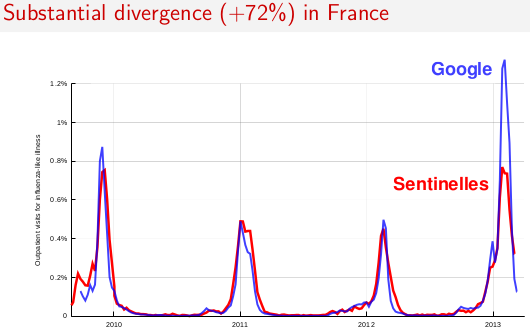 Substantial divergence (+72%) in France
Google
1.2%
1%
0.8%
Sentinelles
0.6%
0.4%
0.2%
0
Outpatient visits for influenza-like illness
2010 2011 2012 2013